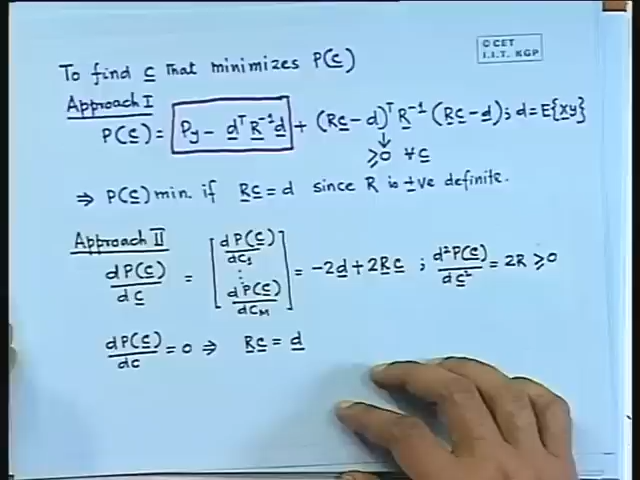 © CET
I.I.T. KGP
To find c that minimizes P(c)
Approach I
P(c) = Py - dᵀR⁻¹d + (Rc - d)ᵀ R⁻¹ (Rc - d); d = E{xy}
↓
≥0 ∀c
⇒ P(c) min. if Rc = d since R is +ve definite.
Approach II
dP(c)/dc = [dP(c)/dc₁ : dP(c)/dc_M] = -2d + 2Rc ; d²P(c)/dc² = 2R ≥ 0
dP(c)/dc = 0 ⇒ Rc = d